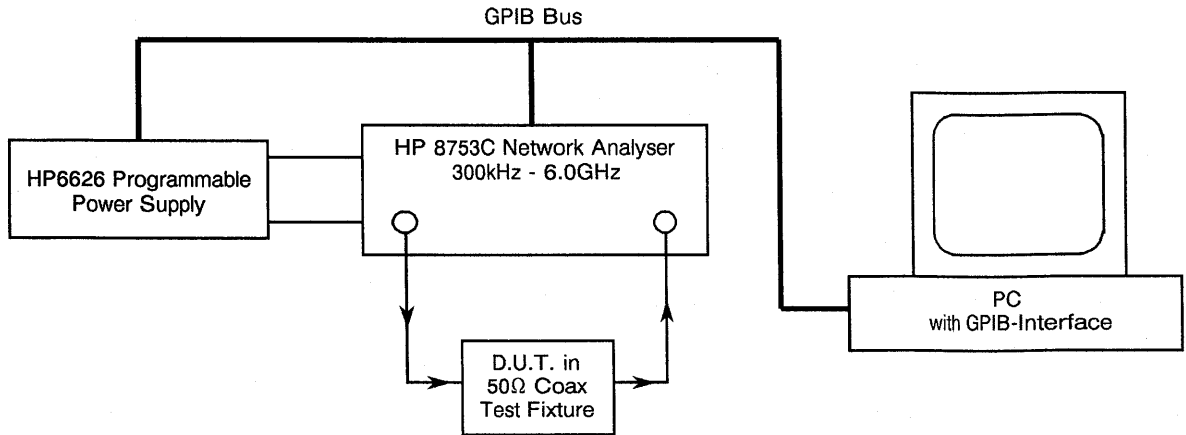 GPIB Bus
HP6626 Programmable
Power Supply
HP 8753C Network Analyser
300kHz - 6.0GHz
D.U.T. in
50Ω Coax
Test Fixture
PC
with GPIB-Interface